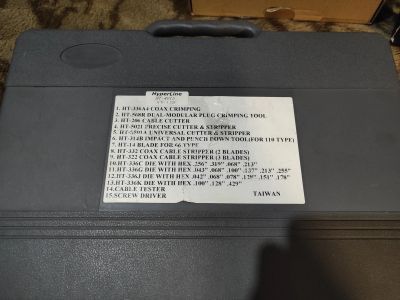 HyperLine
1. HT-336A4 COAX CRIMPING
2. HT-568R DUAL-MODULAR PLUG CRIMPING TOOL
3. HT-206 CABLE CUTTER
4. HT-5021 PRECISE CUTTER & STRIPPER
5. HT-S501A UNIVERSAL CUTTER & STRIPPER
6. HT-314B IMPACT AND PUNCH DOWN TOOL(FOR 110 TYPE)
7. HT-14 BLADE FOR 66 TYPE
8. HT-332 COAX CABLE STRIPPER (2 BLADES)
9. HT-322 COAX CABLE STRIPPER (3 BLADES)
10.HT-336C DIE WITH HEX .256" .319" .068" .213"
11.HT-336G DIE WITH HEX .043" .068" .100" .137" .213" .255"
12.HT-336J DIE WITH HEX .042" .068" .078" .129" .151" .178"
13.HT-336K DIE WITH HEX .100" .128" .429"
14.CABLE TESTER
15.SCREW DRIVER TAIWAN